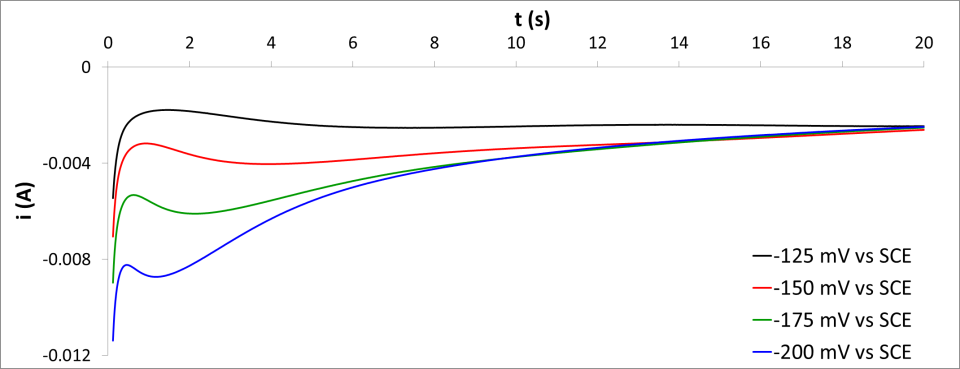 t (s)
0 2 4 6 8 10 12 14 16 18 20
0
-0.004
-0.008
-0.012
i (A)
-125 mV vs SCE
-150 mV vs SCE
-175 mV vs SCE
-200 mV vs SCE